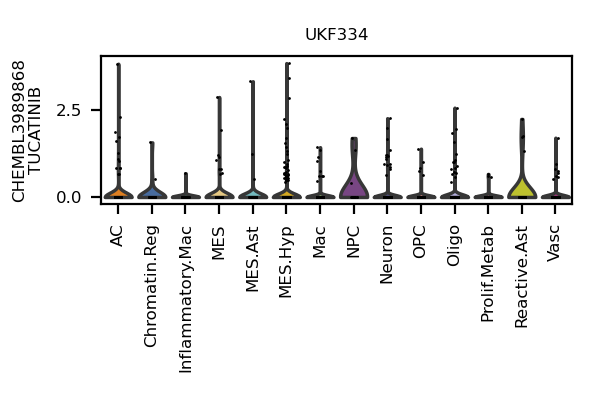 UKF334
CHEMBL3989868
TUCATINIB
2.5
0.0
AC
Chromatin.Reg
Inflammatory.Mac
MES
MES.Ast
MES.Hyp
Mac
NPC
Neuron
OPC
Oligo
Prolif.Metab
Reactive.Ast
Vasc